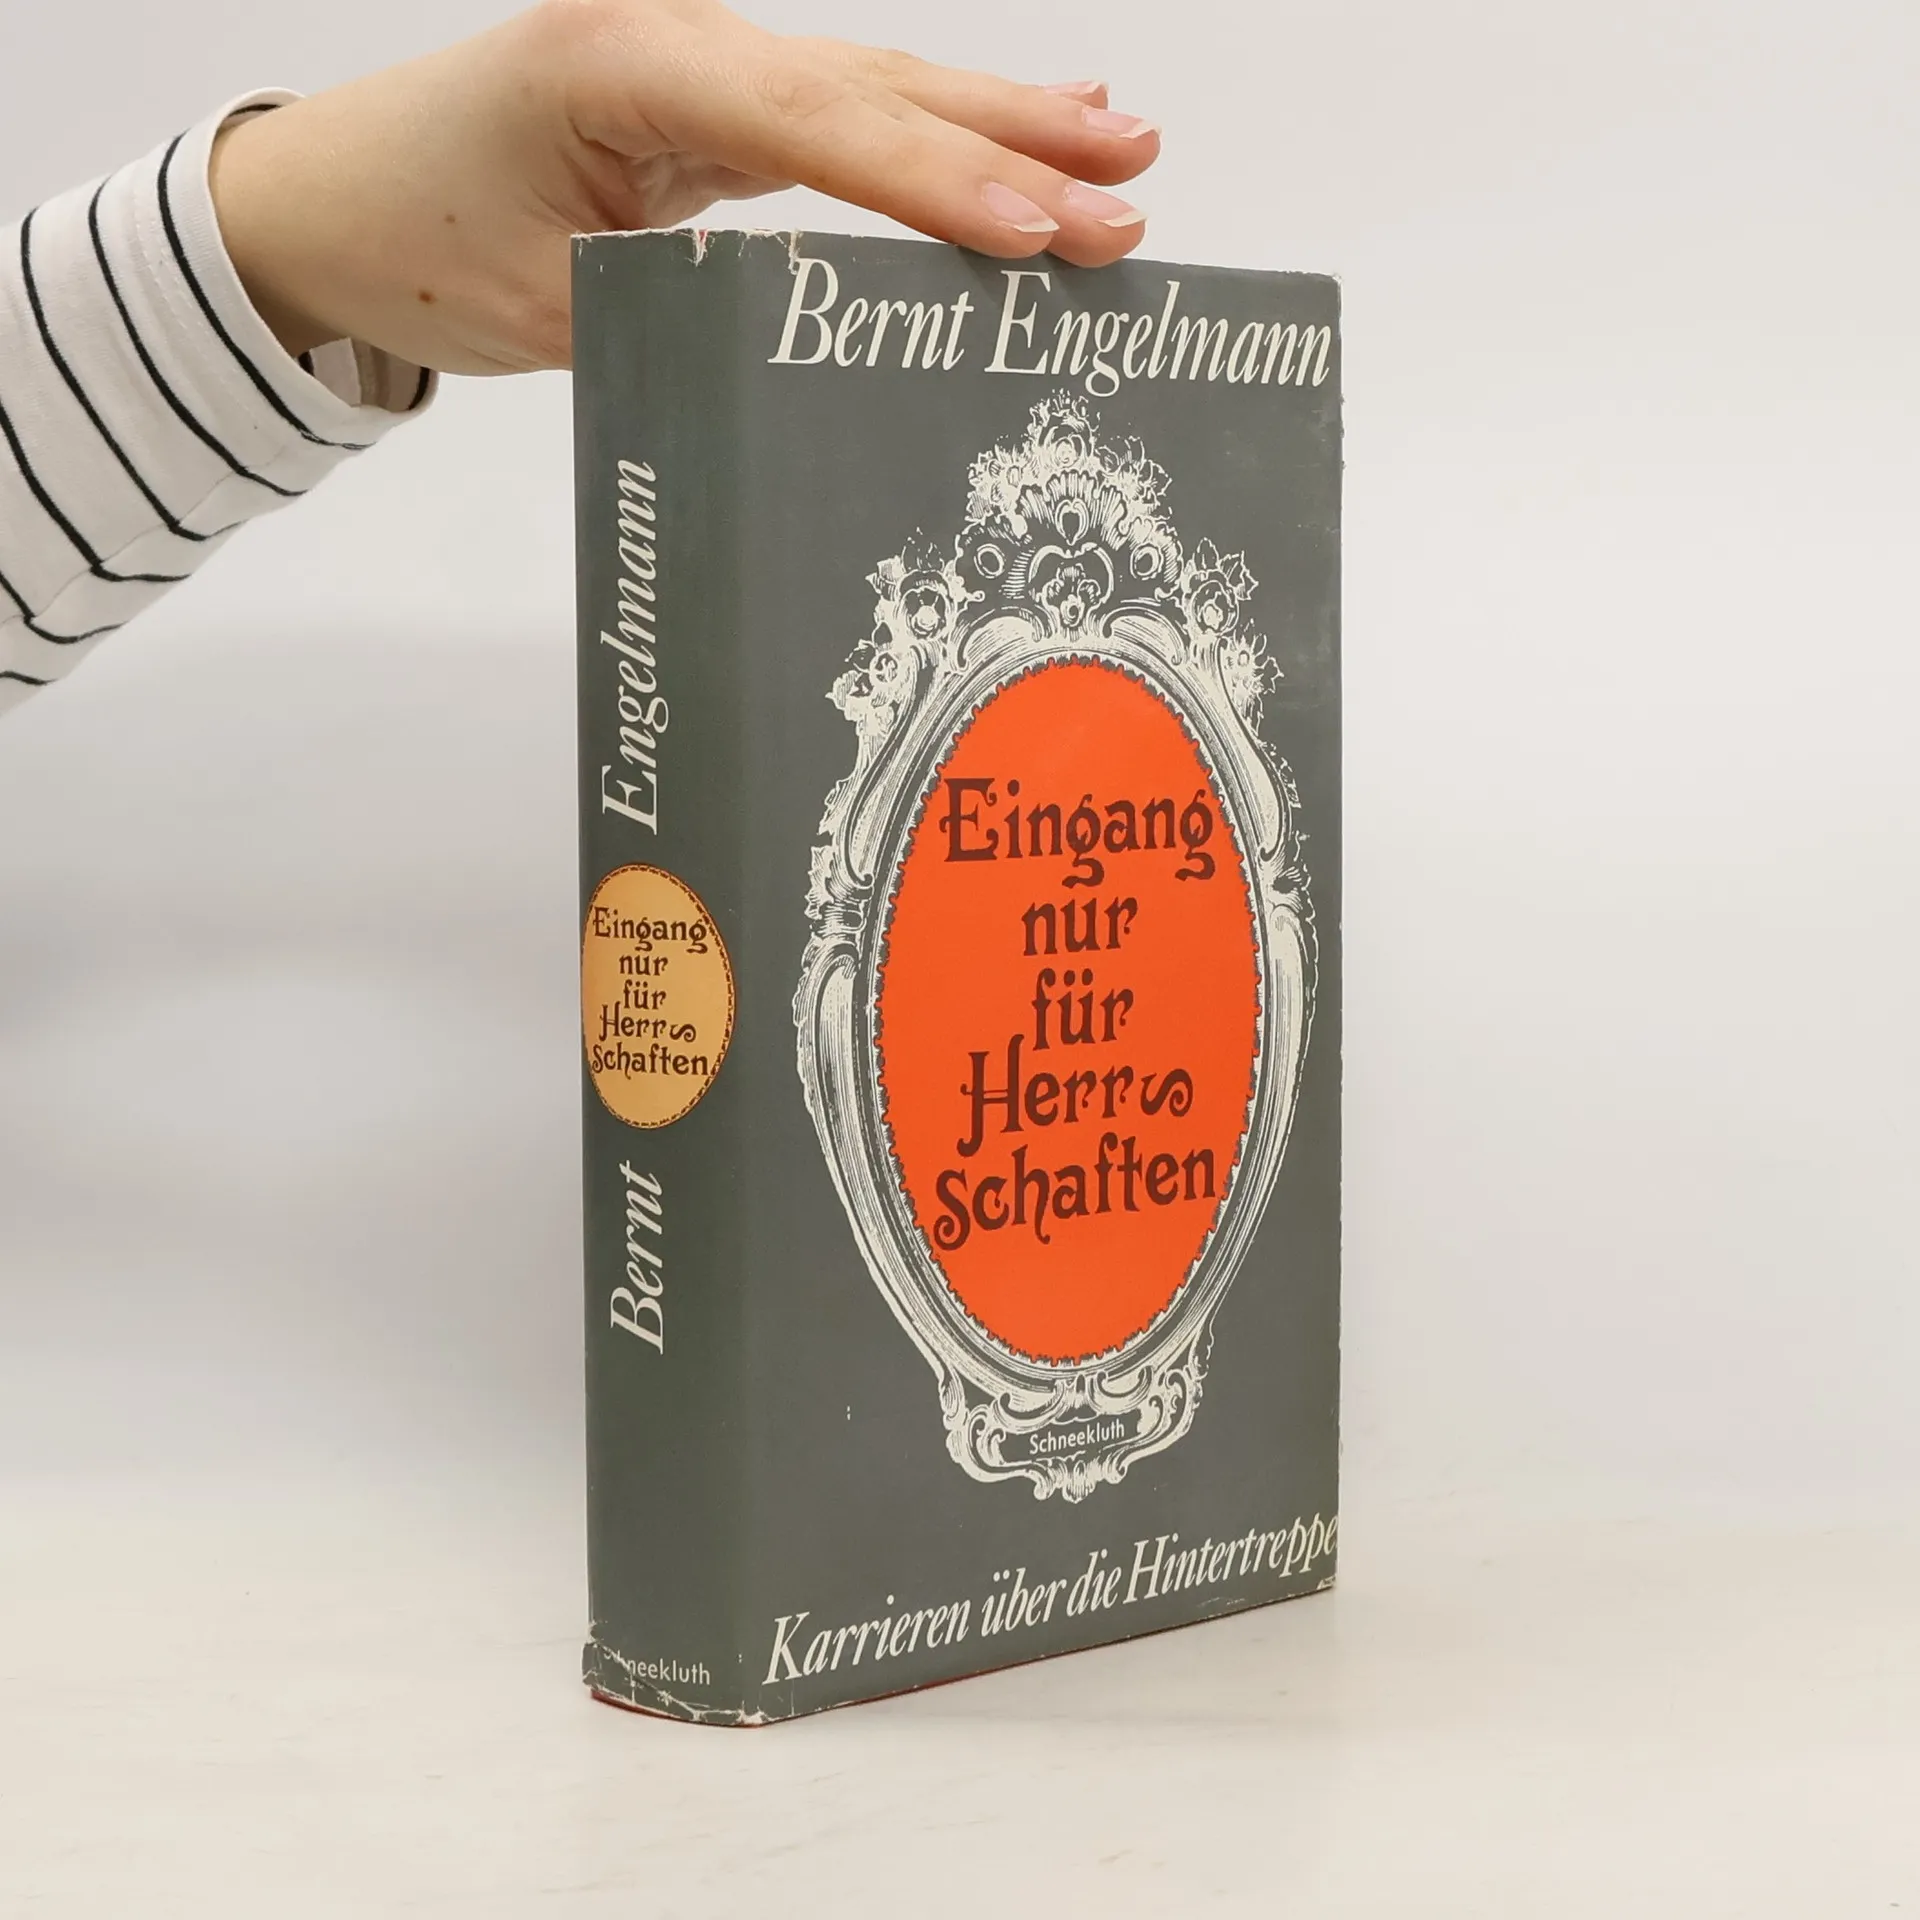 Bernt Engelmann
Eingang
nur
für
Herr~
schaften
Schneekluth
Karrieren über die Hintertreppe
Bernt Engelmann
Eingang
nur
für
Herr~
schaften
Schneekluth